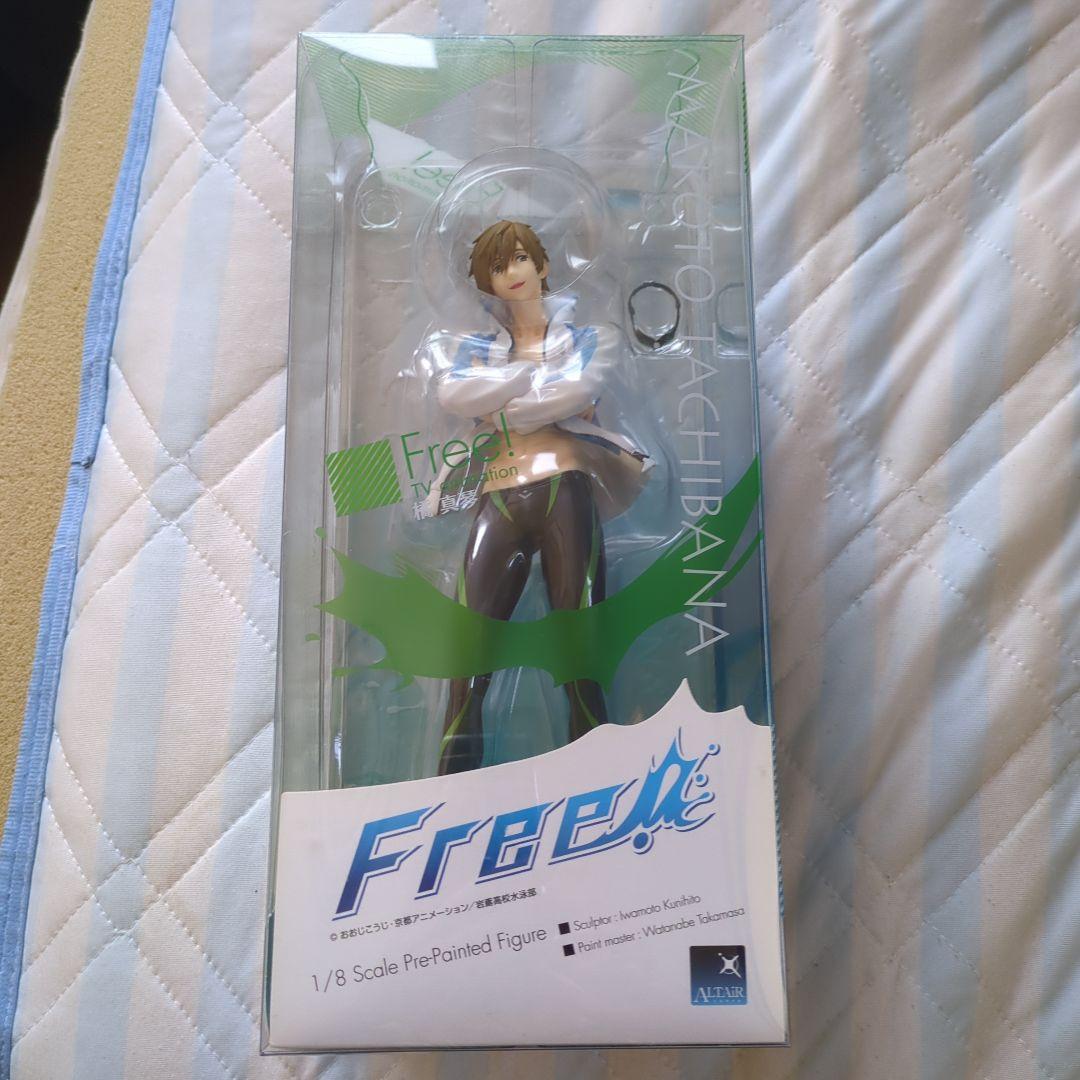 MAKOTO TACHIBANA
Free!
TV animation
橘 真琴
Free!
© おおじこうじ・京都アニメーション／岩鳶高校水泳部
1/8 Scale Pre-Painted Figure
■ Sculptor : Iwamoto Kunihito
■ Paint master : Watanabe Takamasa
ALTAiR